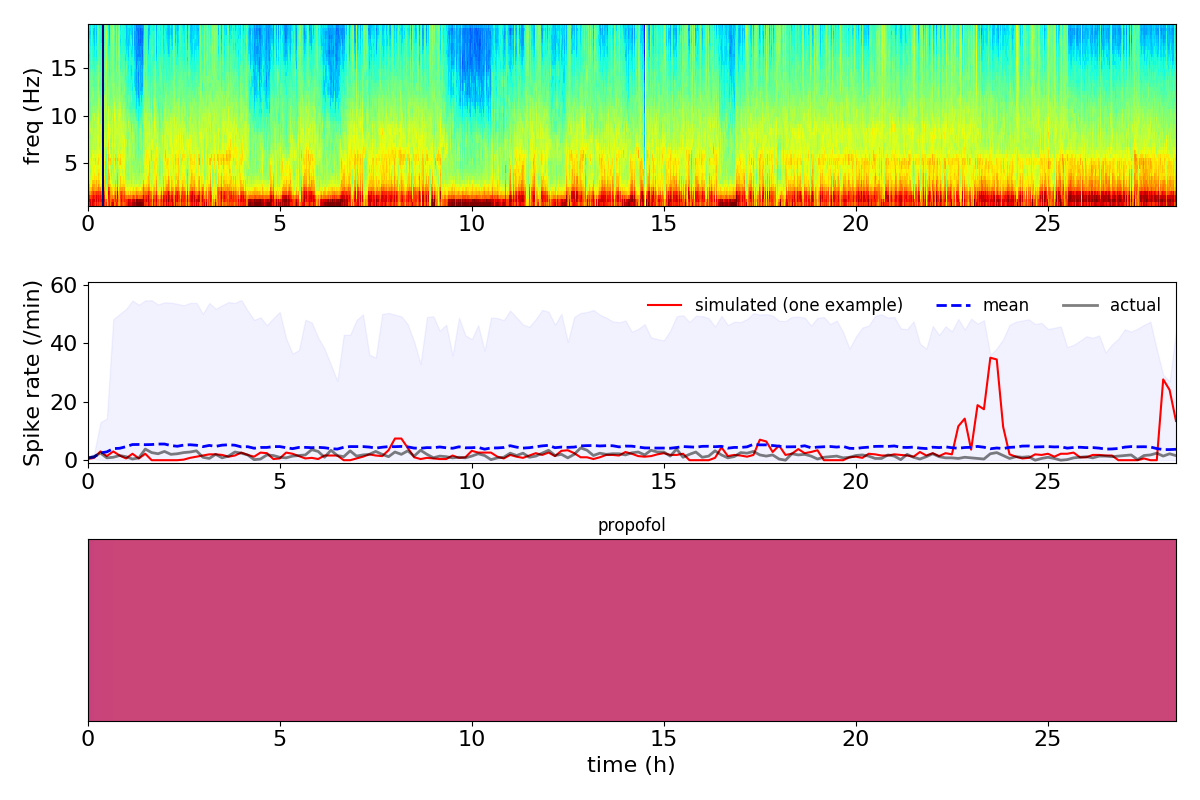 freq (Hz)
15
10
5
0 5 10 15 20 25
Spike rate (/min)
60
40
20
0
simulated (one example) mean actual
0 5 10 15 20 25
propofol
0 5 10 15 20 25
time (h)